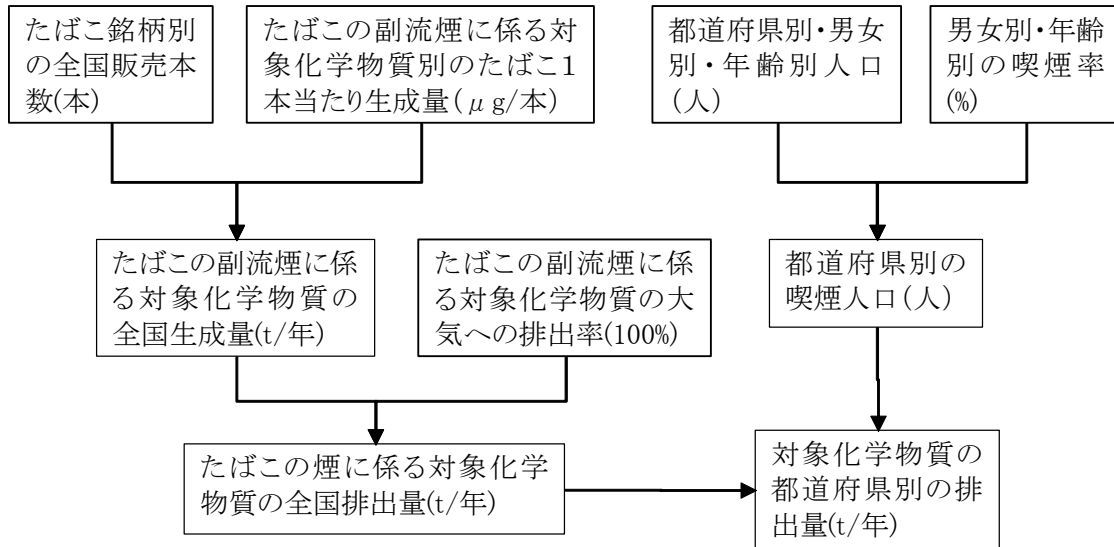 たばこ銘柄別
の全国販売本
数(本)
たばこの副流煙に係る対
象化学物質別のたばこ1
本当たり生成量(μg/本)
都道府県別・男女
別・年齢別人口
(人)
男女別・年齢
別の喫煙率
(%)
たばこの副流煙に係
る対象化学物質の
全国生成量(t/年)
たばこの副流煙に係
る対象化学物質の大
気への排出率(100%)
都道府県別の
喫煙人口(人)
たばこの煙に係る対象化学
物質の全国排出量(t/年)
対象化学物質の
都道府県別の排
出量(t/年)